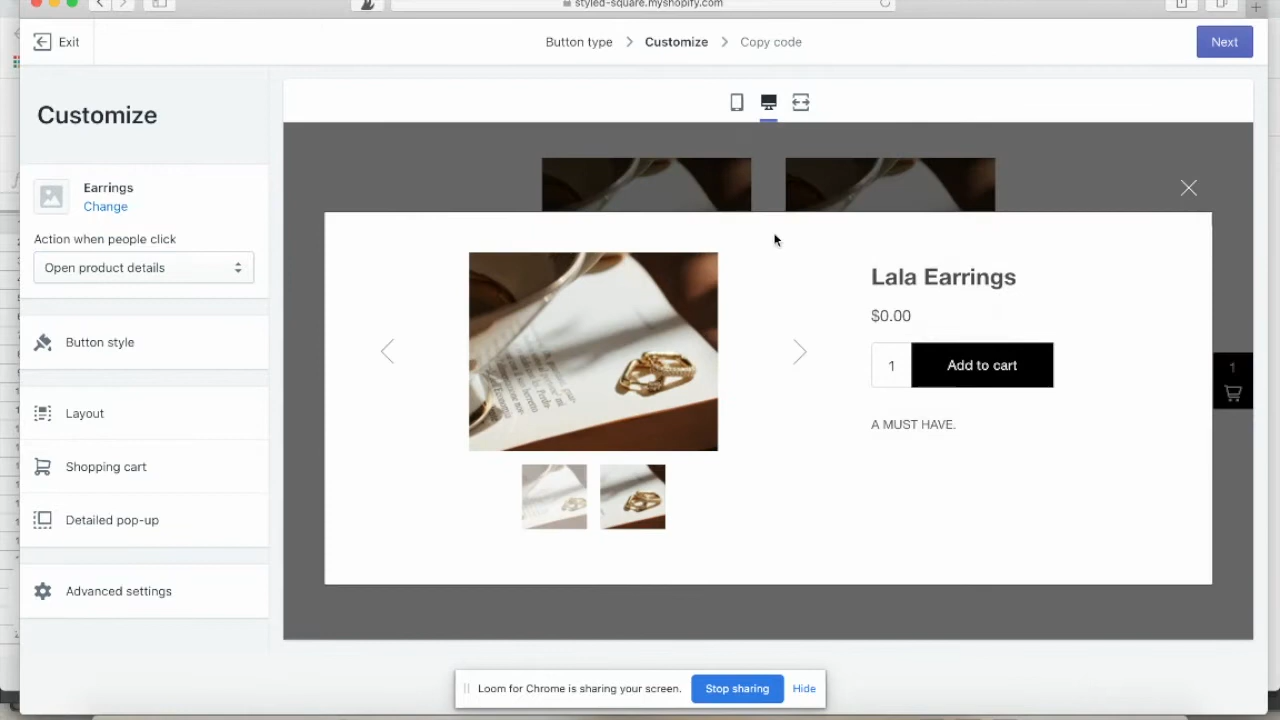 styled-square.myshopify.com
Exit
Button type
Customize
Copy code
Next
Customize
Earrings
Change
Action when people click
Open product details
Button style
Layout
Shopping cart
Detailed pop-up
Advanced settings
Lala Earrings
$0.00
1
Add to cart
A MUST HAVE.
1
Loom for Chrome is sharing your screen.
Stop sharing
Hide